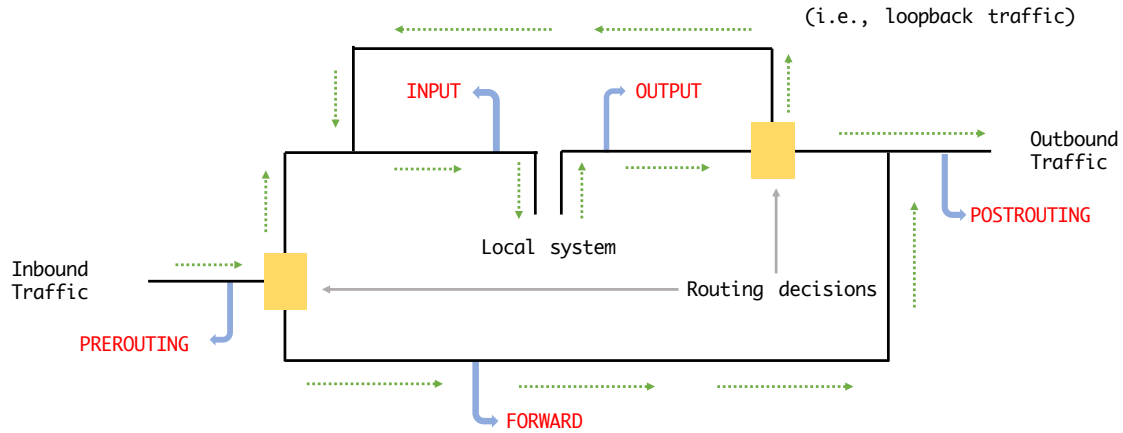 (i.e., loopback traffic)
INPUT
OUTPUT
Outbound
Traffic
POSTROUTING
Local system
Inbound
Traffic
Routing decisions
PREROUTING
FORWARD